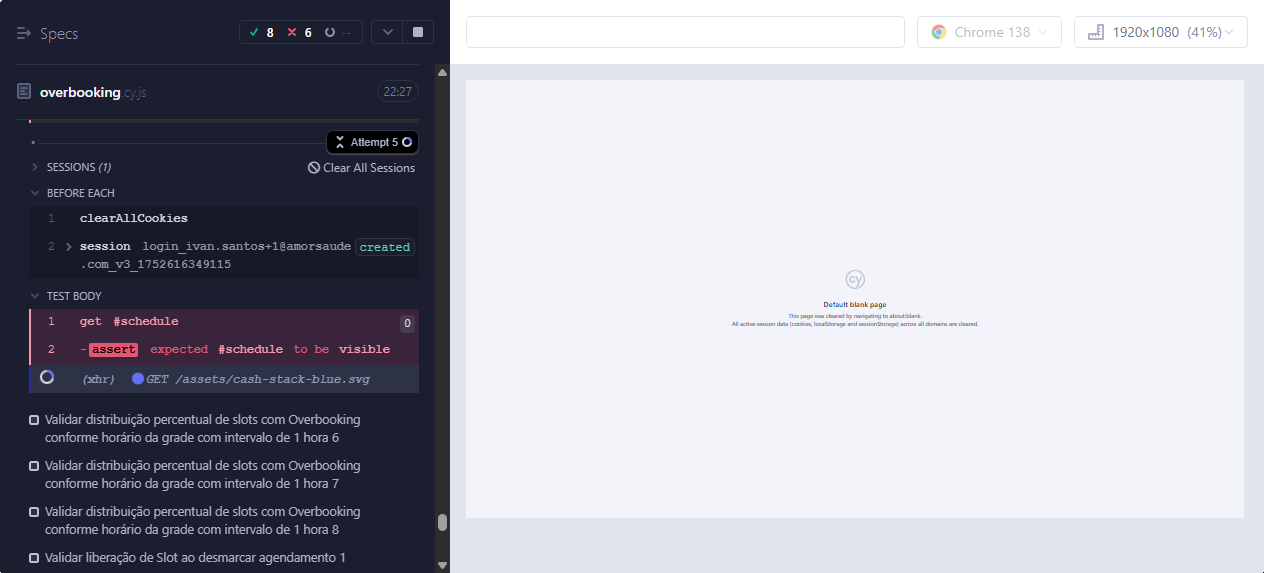 Specs
8 6 --
Chrome 138
1920x1080 (41%)
overbooking.cy.js
22:27
Attempt 5
SESSIONS (1)
Clear All Sessions
BEFORE EACH
1 clearAllCookies
2 session login_ivan.santos+1@amorsaude created
.com_v3_1752616349115
TEST BODY
1 get #schedule 0
2 -assert expected #schedule to be visible
(xhr) GET /assets/cash-stack-blue.svg
Validar distribuição percentual de slots com Overbooking
conforme horário da grade com intervalo de 1 hora 6
Validar distribuição percentual de slots com Overbooking
conforme horário da grade com intervalo de 1 hora 7
Validar distribuição percentual de slots com Overbooking
conforme horário da grade com intervalo de 1 hora 8
Validar liberação de Slot ao desmarcar agendamento 1
cy
Default blank page
This page was cleared by navigating to about:blank.
All active session data (cookies, localStorage and sessionStorage) across all domains are cleared.